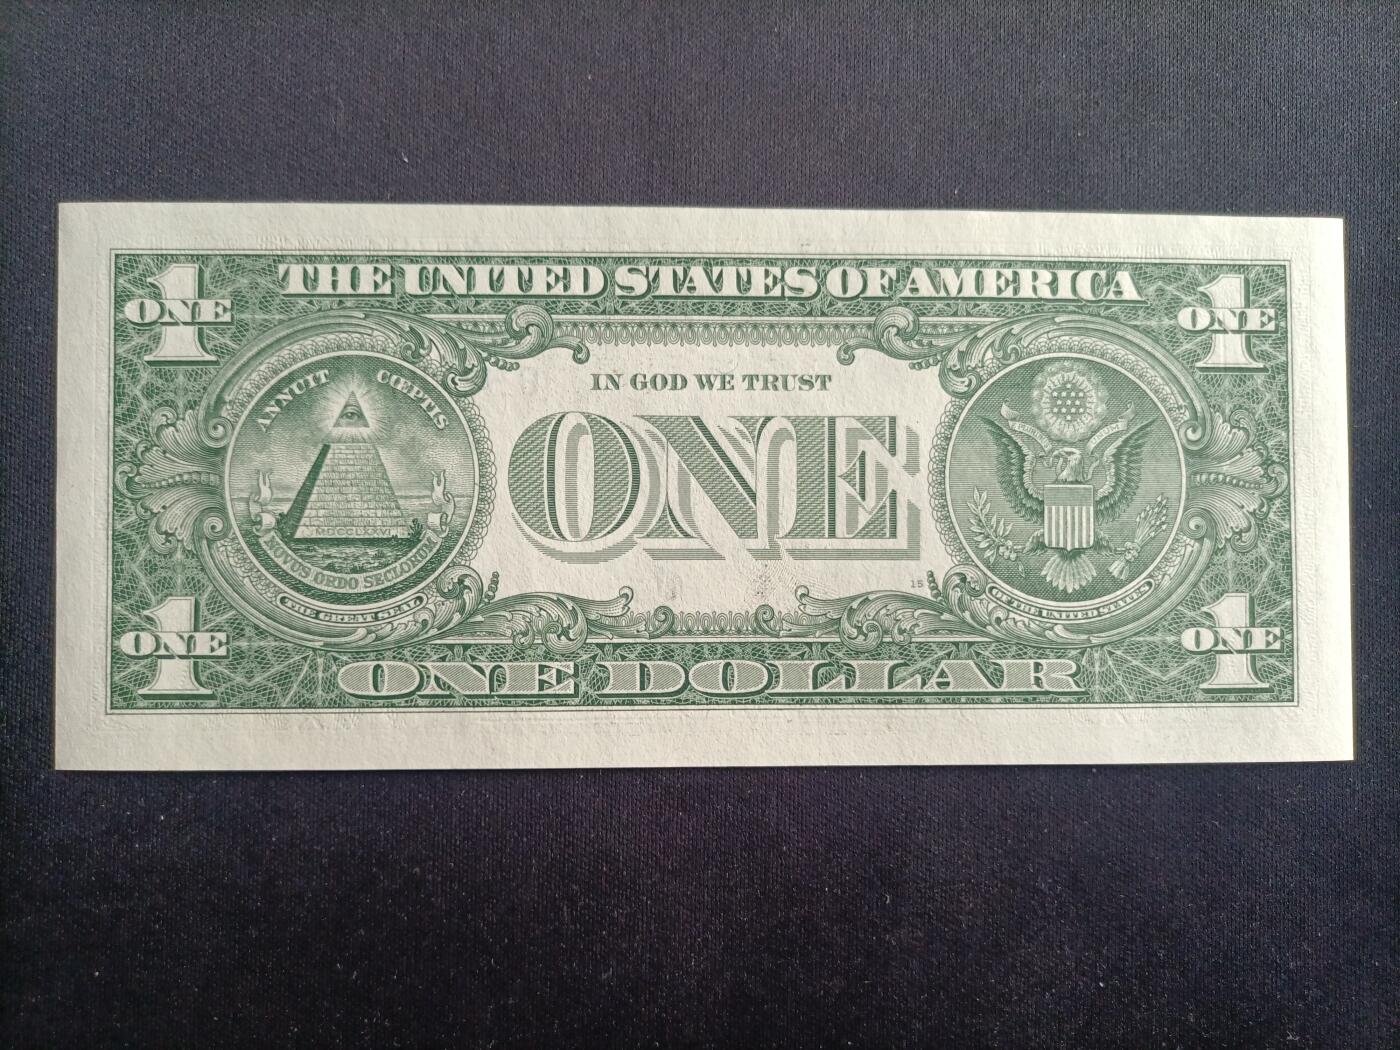 THE UNITED STATES OF AMERICA
1
ONE
1
ONE
IN GOD WE TRUST
ANNUIT CŒPTIS
ONE
MDCCLXXVI
NOVUS ORDO SECLORUM
THE GREAT SEAL
15
OF THE UNITED STATES
1
ONE
1
ONE
ONE DOLLAR